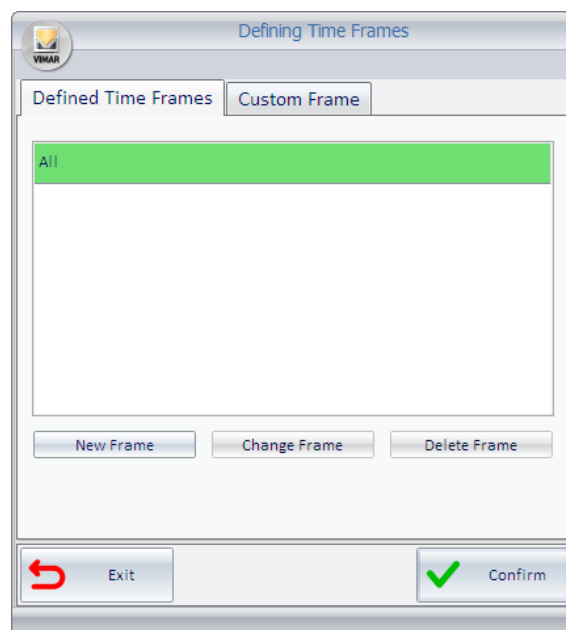 Defining Time Frames
VIMAR
Defined Time Frames Custom Frame
All
New Frame Change Frame Delete Frame
Exit Confirm